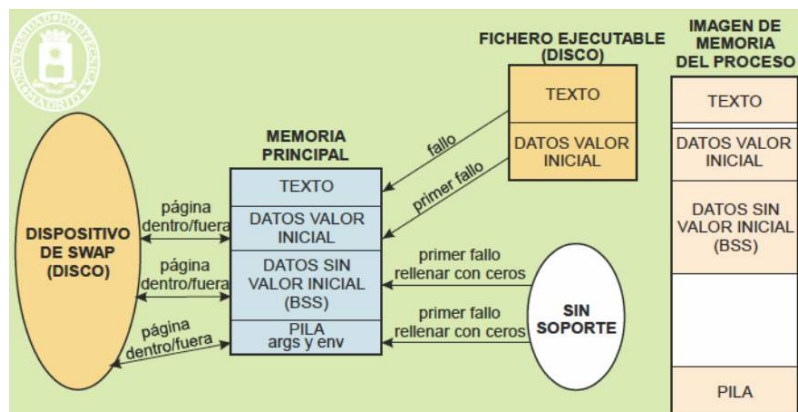 UNIVERSIDAD POLITÉCNICA
MADRID
DISPOSITIVO
DE SWAP
(DISCO)
página
dentro/fuera
página
dentro/fuera
página
dentro/fuera
MEMORIA
PRINCIPAL
TEXTO
DATOS VALOR
INICIAL
DATOS SIN
VALOR INICIAL
(BSS)
PILA
args y env
fallo
primer fallo
primer fallo
rellenar con ceros
primer fallo
rellenar con ceros
FICHERO EJECUTABLE
(DISCO)
TEXTO
DATOS VALOR
INICIAL
SIN
SOPORTE
IMAGEN DE
MEMORIA
DEL PROCESO
TEXTO
DATOS VALOR
INICIAL
DATOS SIN
VALOR INICIAL
(BSS)
PILA